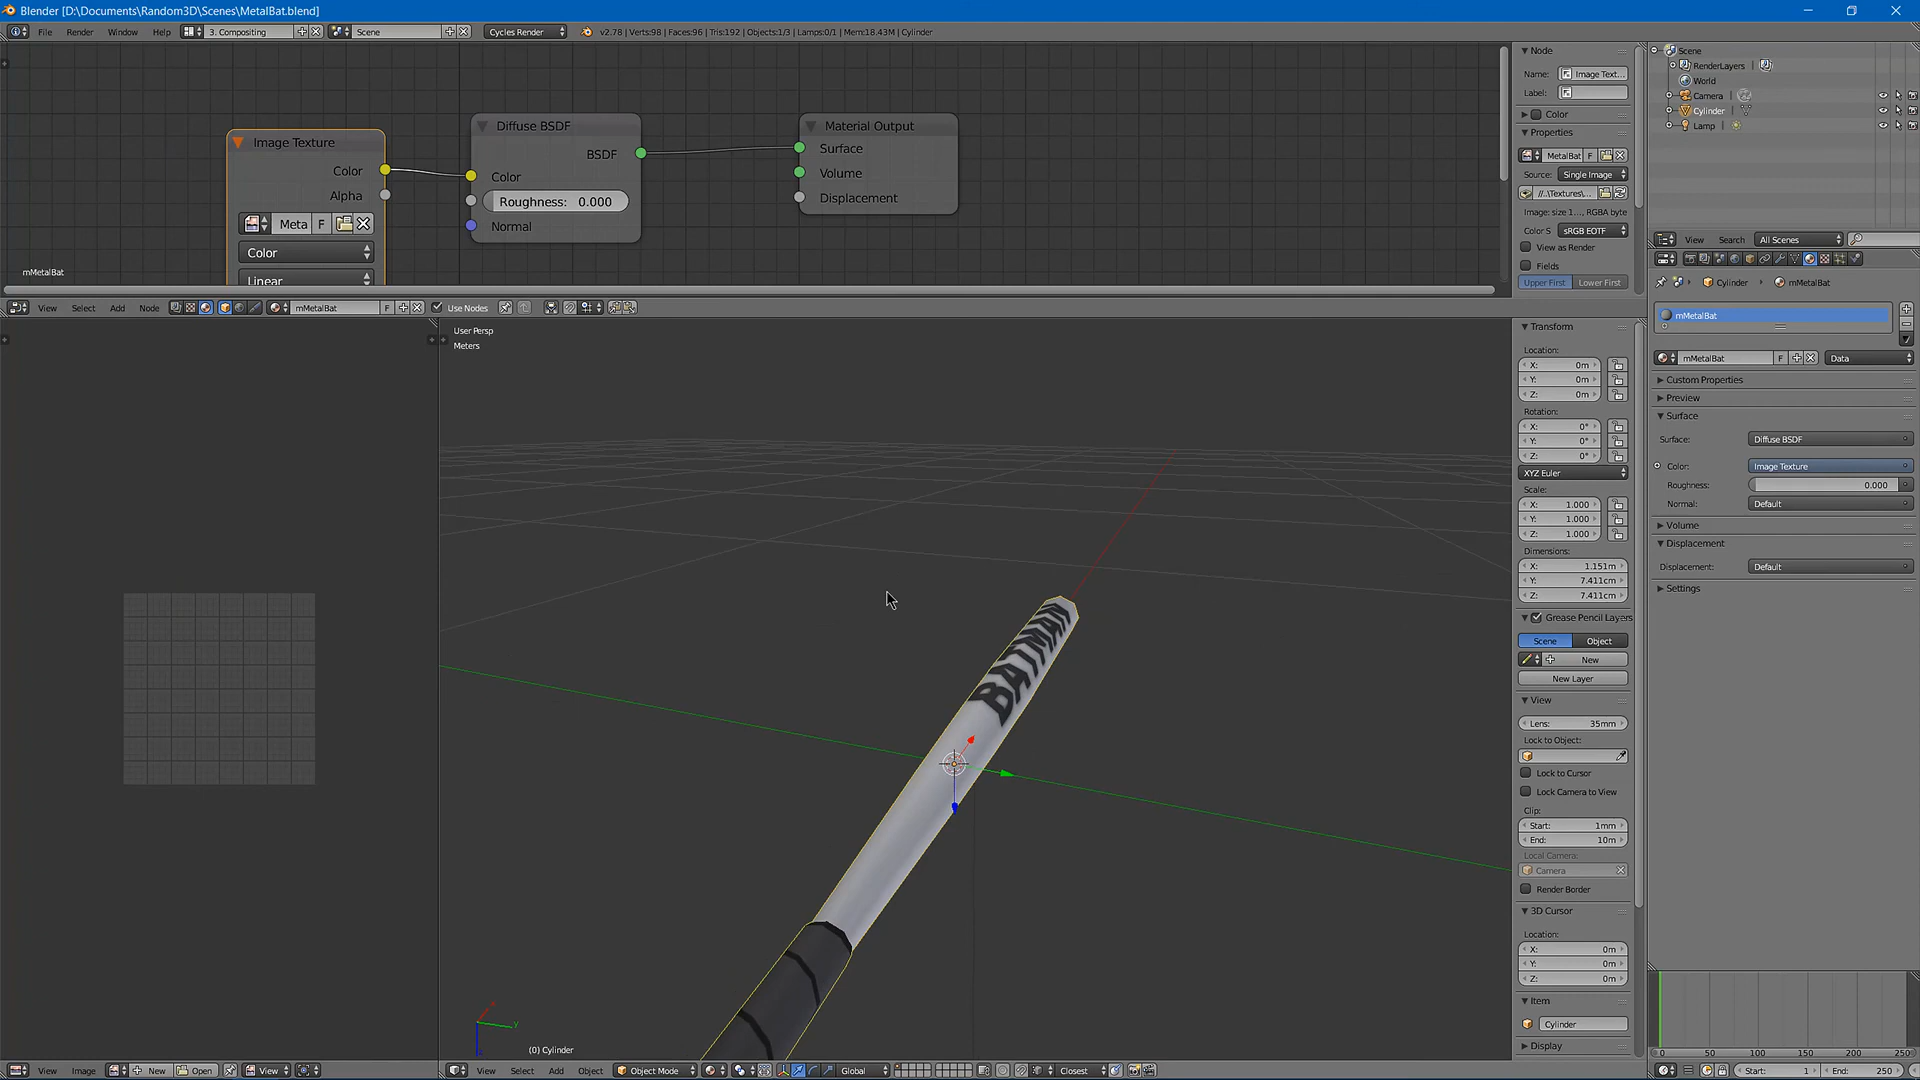 Blender [D:\Documents\Random3D\Scenes\MetalBat.blend]
File Render Window Help 3. Compositing Scene Cycles Render v2.78 | Verts:98 | Faces:96 | Tris:192 | Objects:1/3 | Lamps:0/1 | Mem:18.43M | Cylinder
Image Texture
Color
Alpha
Meta F
Color
Linear
Diffuse BSDF
BSDF
Color
Roughness: 0.000
Normal
Material Output
Surface
Volume
Displacement
mMetalBat
Node
Name: Image Text...
Label:
Color
Properties
MetalBat F
Source: Single Image
//..\Textures\...
Image: size 1..., RGBA byte
Color S sRGB EOTF
View as Render
Fields
Upper First Lower First
Scene
RenderLayers
World
Camera
Cylinder
Lamp
View Search All Scenes
View Select Add Node mMetalBat F Use Nodes
Cylinder mMetalBat
mMetalBat
mMetalBat F Data
Custom Properties
Preview
Surface
Surface: Diffuse BSDF
Color: Image Texture
Roughness: 0.000
Normal: Default
Volume
Displacement
Displacement: Default
Settings
User Persp
Meters
BATMAN
(0) Cylinder
Transform
Location:
X: 0m
Y: 0m
Z: 0m
Rotation:
X: 0°
Y: 0°
Z: 0°
XYZ Euler
Scale:
X: 1.000
Y: 1.000
Z: 1.000
Dimensions:
X: 1.151m
Y: 7.411cm
Z: 7.411cm
Grease Pencil Layers
Scene Object
New
New Layer
View
Lens: 35mm
Lock to Object:
Lock to Cursor
Lock Camera to View
Clip:
Start: 1mm
End: 10m
Local Camera:
Camera
Render Border
3D Cursor
Location:
X: 0m
Y: 0m
Z: 0m
Item
Cylinder
Display
View Image New Open View
View Select Add Object Object Mode Global Closest
0 50 100 150 200 250
Start: 1 End: 250